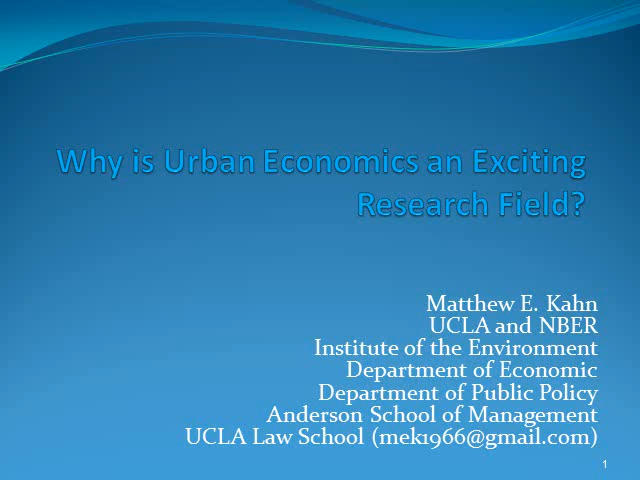 Why is Urban Economics an Exciting
Research Field?
Matthew E. Kahn
UCLA and NBER
Institute of the Environment
Department of Economic
Department of Public Policy
Anderson School of Management
UCLA Law School (mek1966@gmail.com)
1